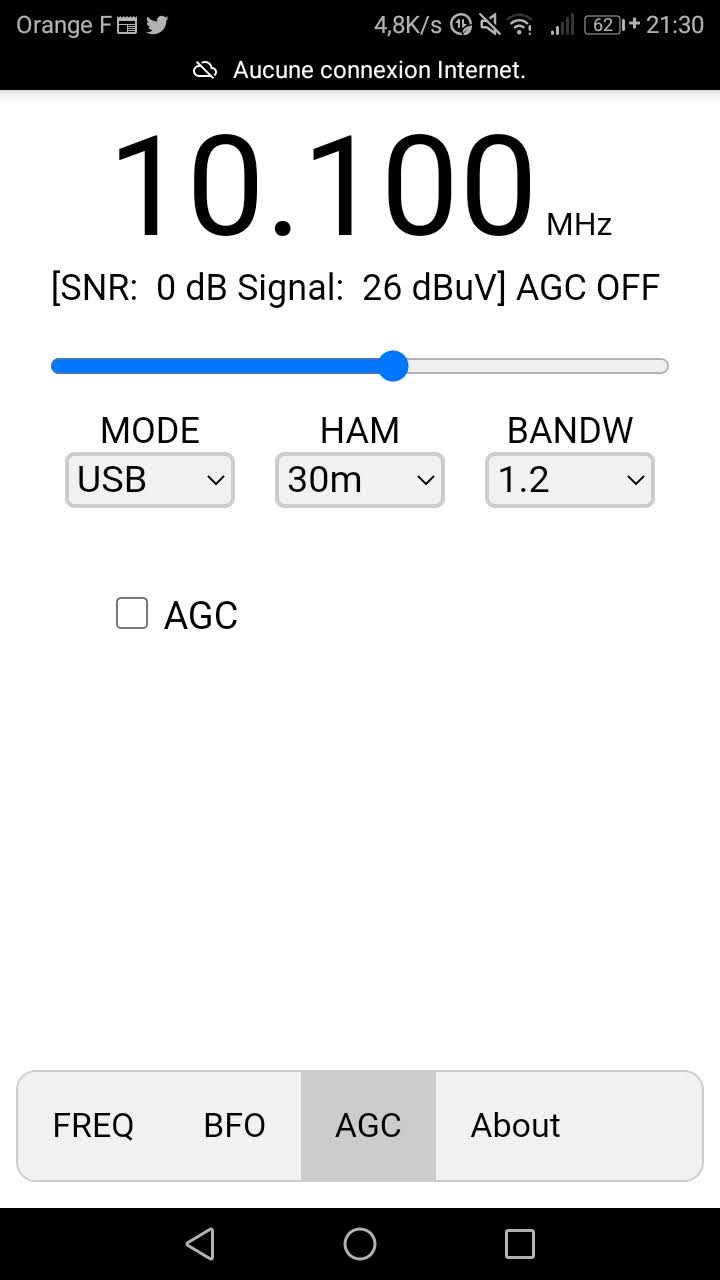 Orange F 4,8K/s 62 21:30
Aucune connexion Internet.
10.100 MHz
[SNR: 0 dB Signal: 26 dBuV] AGC OFF
MODE HAM BANDW
USB 30m 1.2
AGC
FREQ BFO AGC About